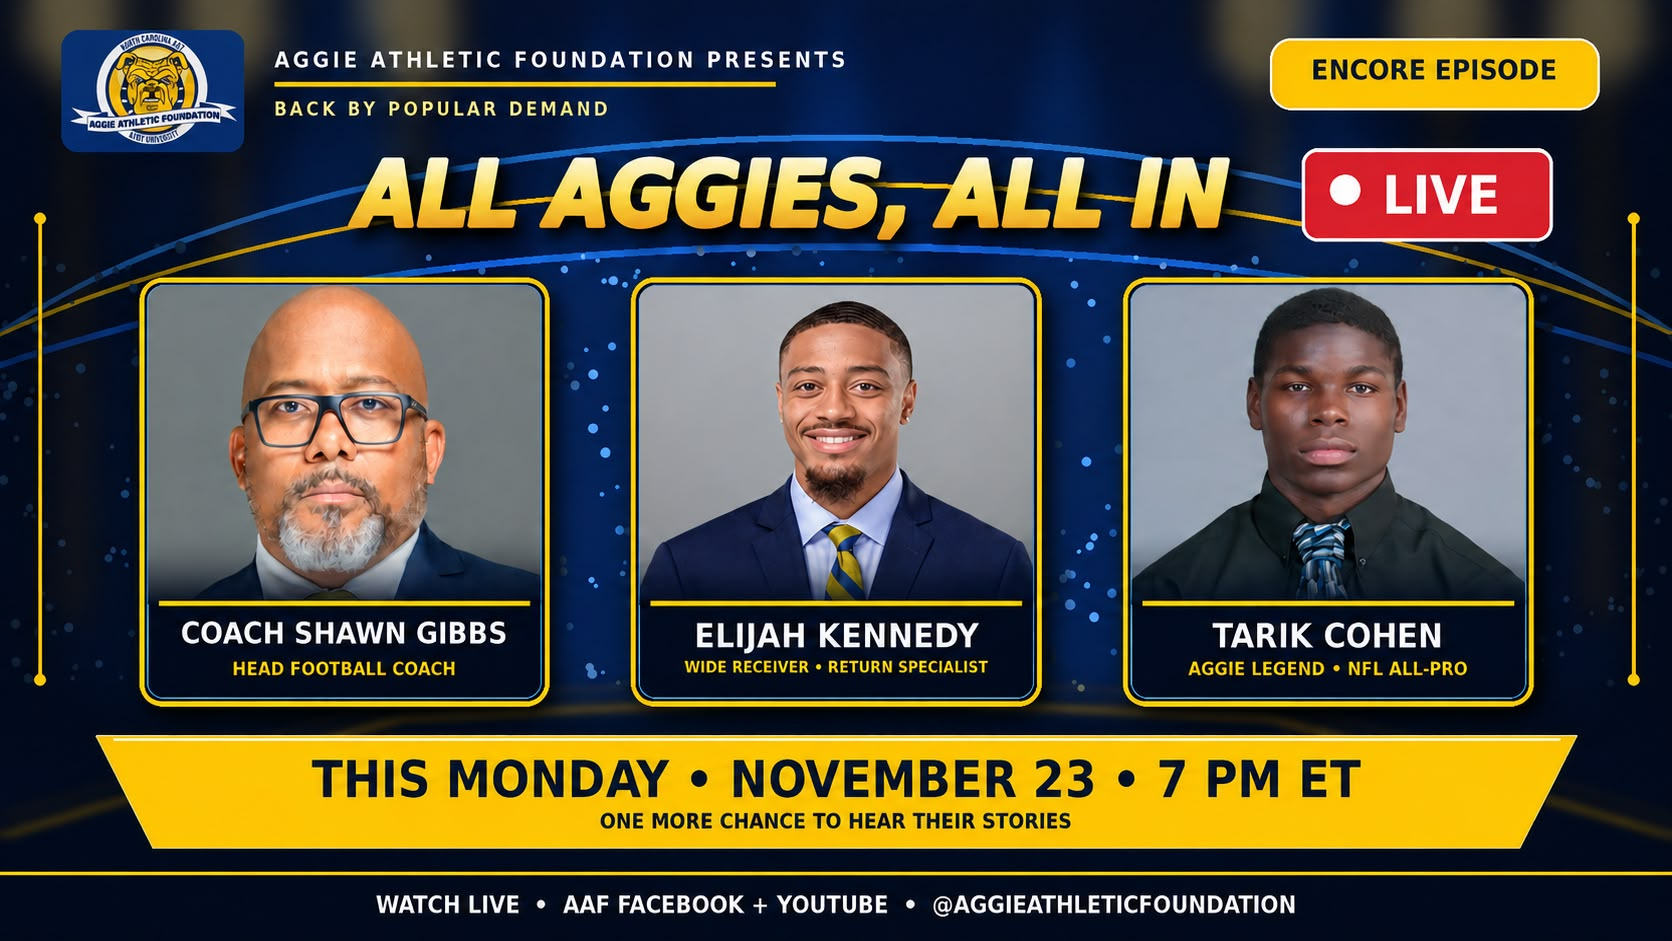 NORTH CAROLINA A&T
AGGIE ATHLETIC FOUNDATION
STATE UNIVERSITY
AGGIE ATHLETIC FOUNDATION PRESENTS
BACK BY POPULAR DEMAND
ENCORE EPISODE
ALL AGGIES, ALL IN
LIVE
COACH SHAWN GIBBS
HEAD FOOTBALL COACH
ELIJAH KENNEDY
WIDE RECEIVER • RETURN SPECIALIST
TARIK COHEN
AGGIE LEGEND • NFL ALL-PRO
THIS MONDAY • NOVEMBER 23 • 7 PM ET
ONE MORE CHANCE TO HEAR THEIR STORIES
WATCH LIVE • AAF FACEBOOK + YOUTUBE • @AGGIEATHLETICFOUNDATION